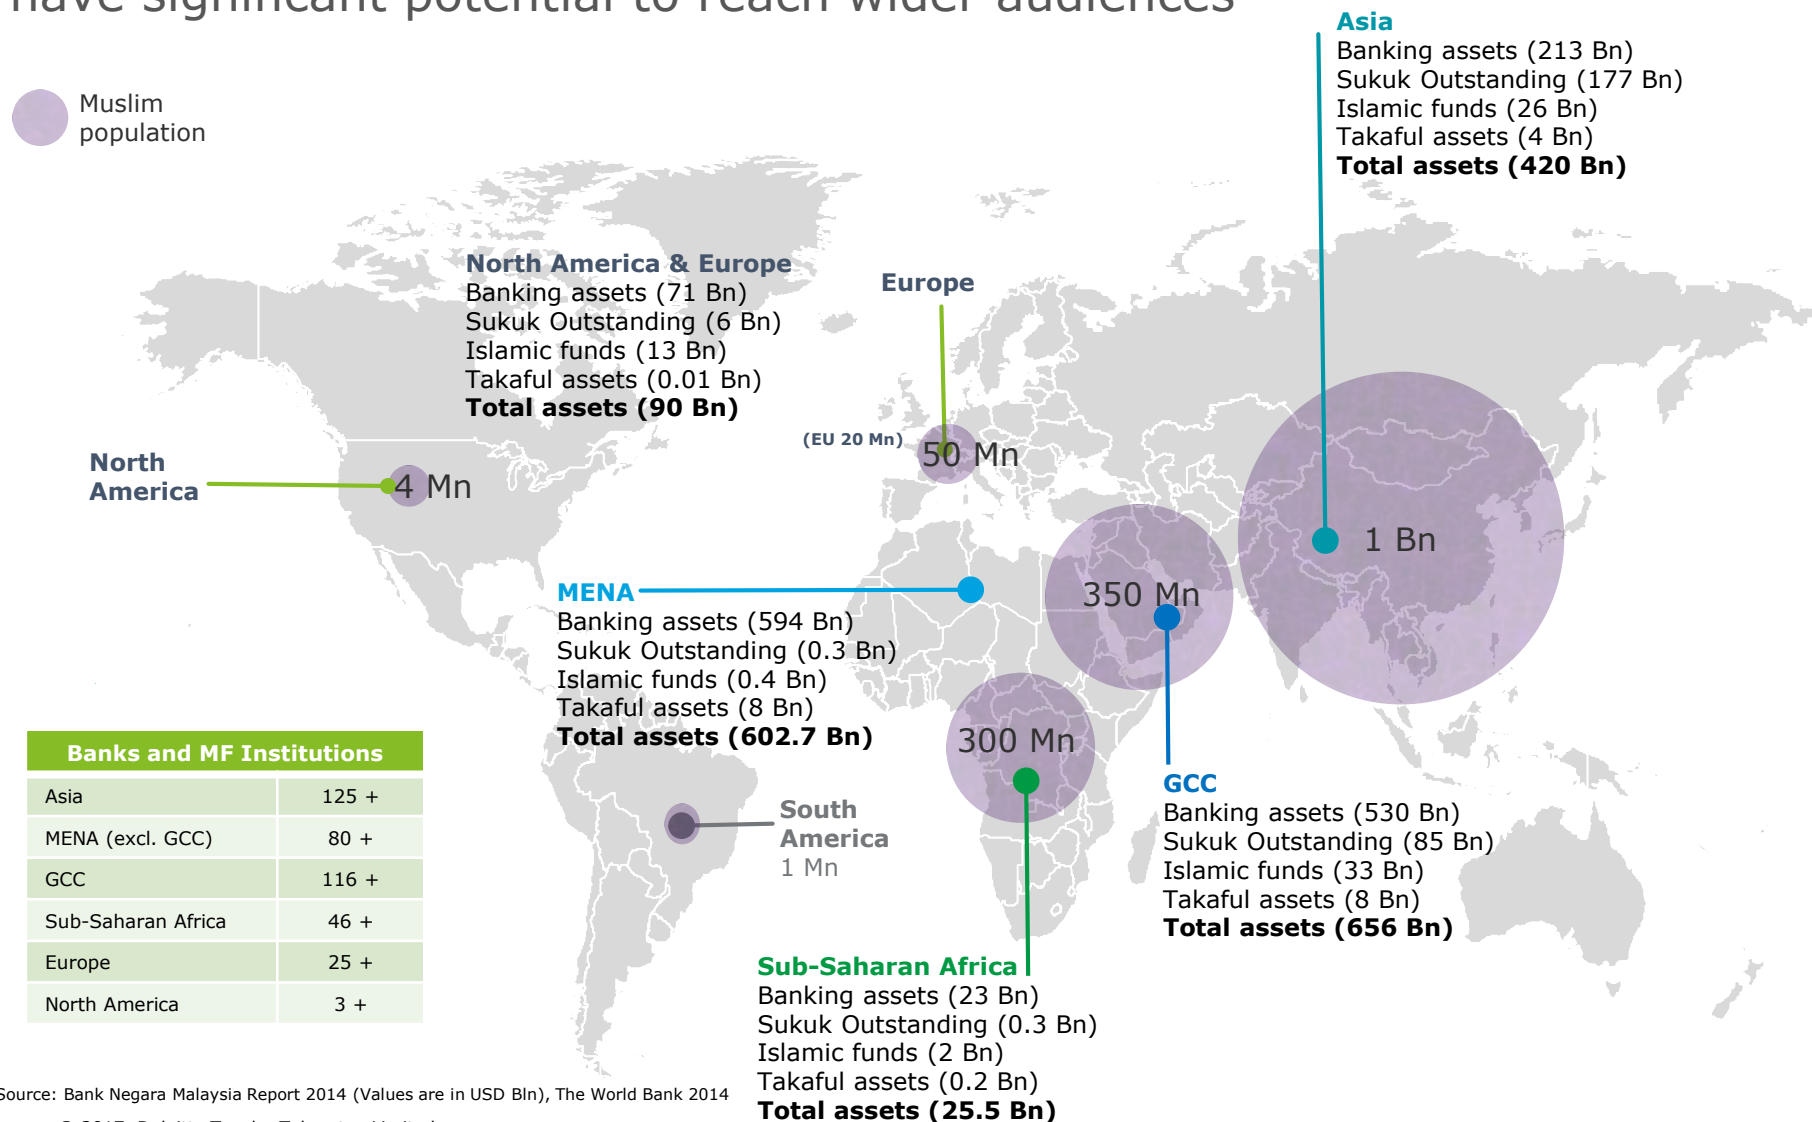 have significant potential to reach wider audiences
Muslim
population
Asia
Banking assets (213 Bn)
Sukuk Outstanding (177 Bn)
Islamic funds (26 Bn)
Takaful assets (4 Bn)
Total assets (420 Bn)
North America & Europe
Banking assets (71 Bn)
Sukuk Outstanding (6 Bn)
Islamic funds (13 Bn)
Takaful assets (0.01 Bn)
Total assets (90 Bn)
Europe
(EU 20 Mn)
50 Mn
North
America
4 Mn
1 Bn
350 Mn
MENA
Banking assets (594 Bn)
Sukuk Outstanding (0.3 Bn)
Islamic funds (0.4 Bn)
Takaful assets (8 Bn)
Total assets (602.7 Bn)
300 Mn
Banks and MF Institutions
Asia 125 +
MENA (excl. GCC) 80 +
GCC 116 +
Sub-Saharan Africa 46 +
Europe 25 +
North America 3 +
South
America
1 Mn
GCC
Banking assets (530 Bn)
Sukuk Outstanding (85 Bn)
Islamic funds (33 Bn)
Takaful assets (8 Bn)
Total assets (656 Bn)
Sub-Saharan Africa
Banking assets (23 Bn)
Sukuk Outstanding (0.3 Bn)
Islamic funds (2 Bn)
Takaful assets (0.2 Bn)
Total assets (25.5 Bn)
Source: Bank Negara Malaysia Report 2014 (Values are in USD Bln), The World Bank 2014